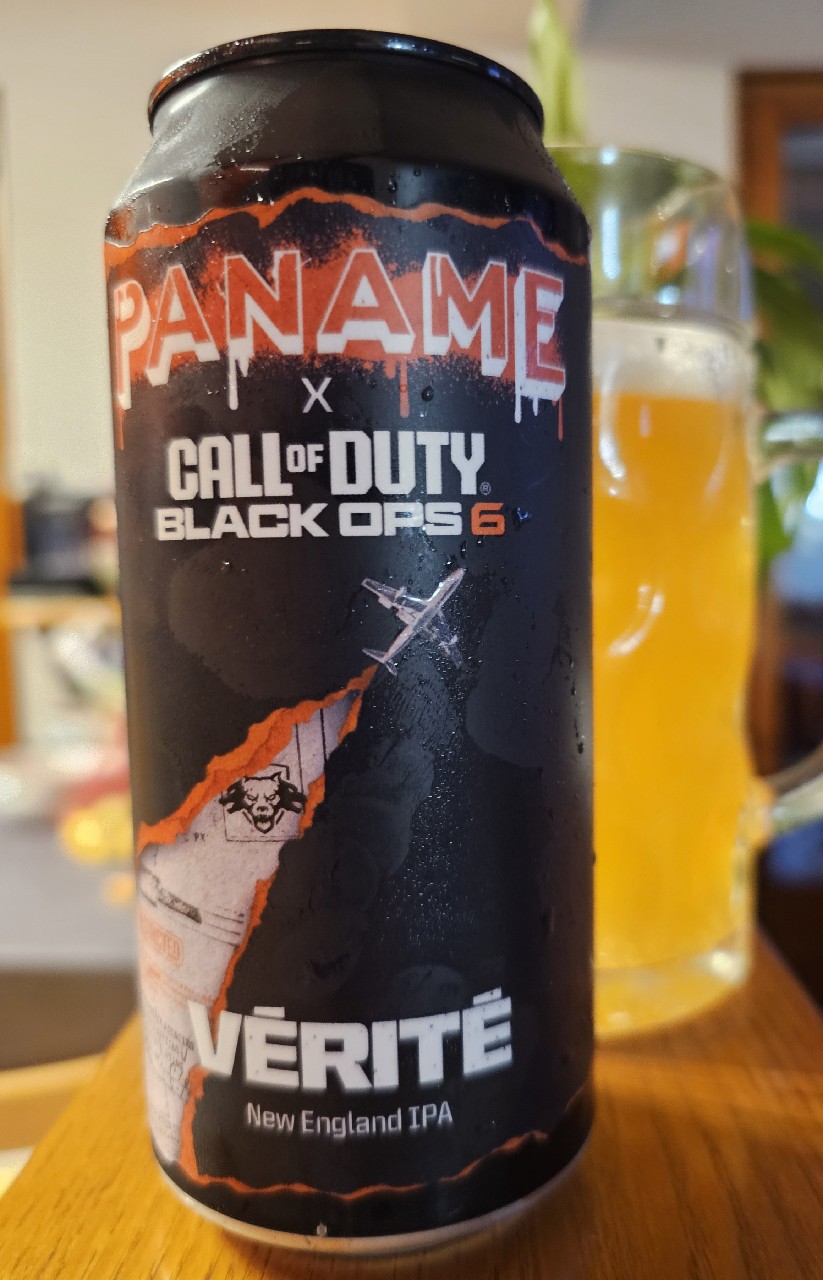 PANAME
X
CALL OF DUTY®
BLACK OPS 6
VÉRITÉ
New England IPA